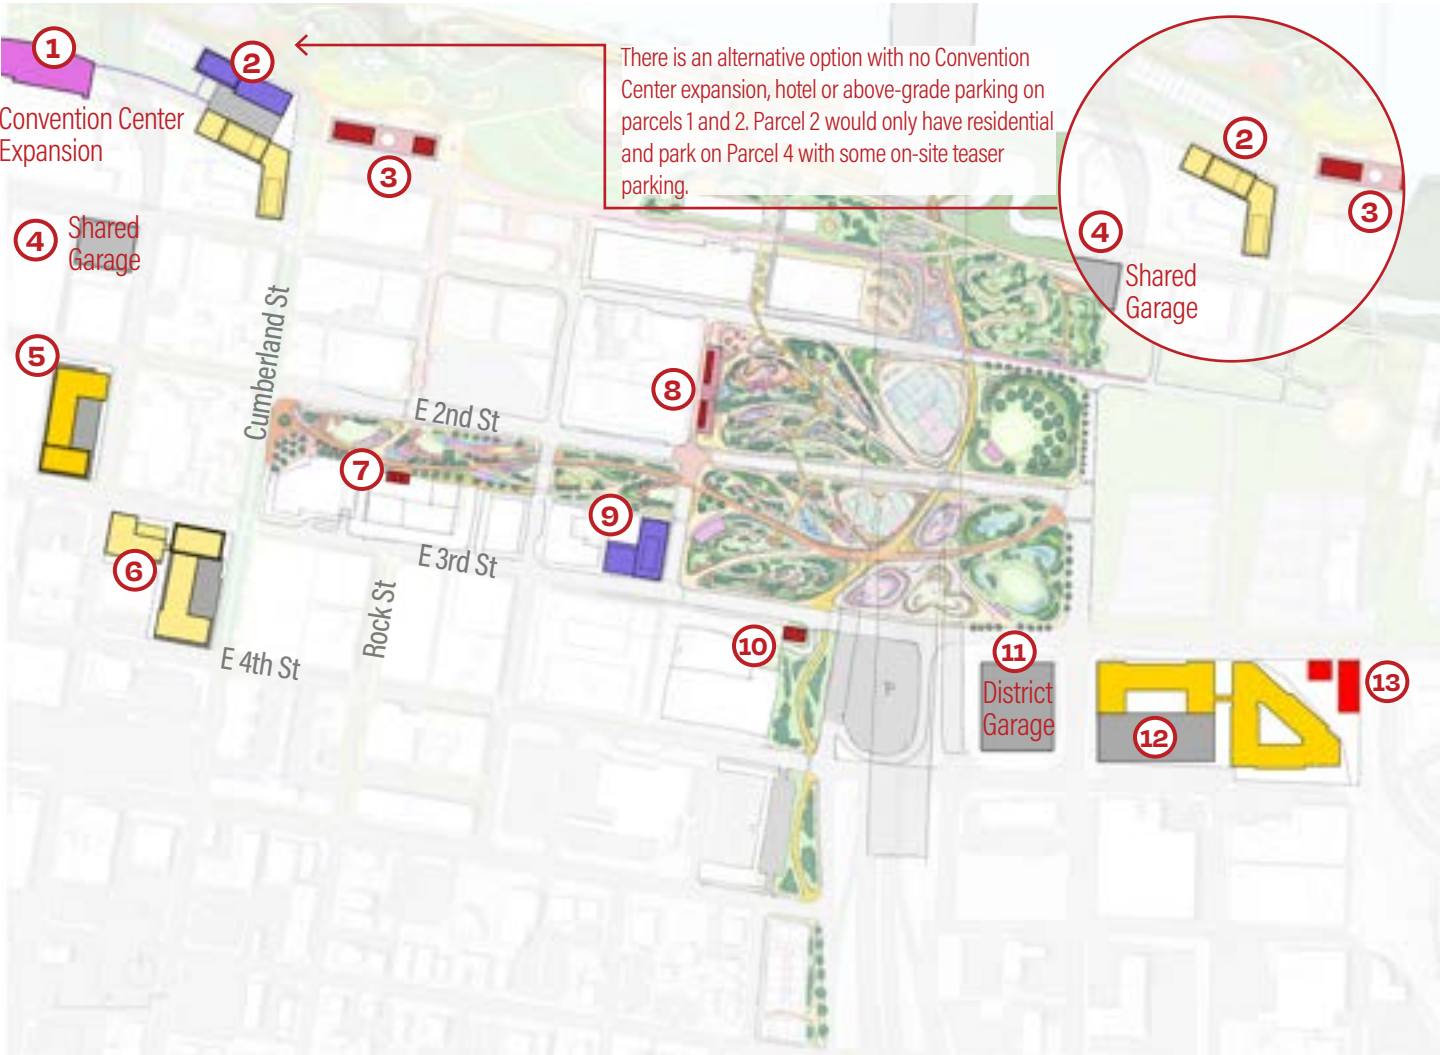 1
2
There is an alternative option with no Convention
Center expansion, hotel or above-grade parking on
parcels 1 and 2. Parcel 2 would only have residential
and park on Parcel 4 with some on-site teaser
parking.
Convention Center
Expansion
3
2
3
4
Shared
Garage
4
Shared
Garage
Cumberland St
5
8
E 2nd St
7
9
E 3rd St
6
Rock St
E 4th St
10
11
District
Garage
P
12
13